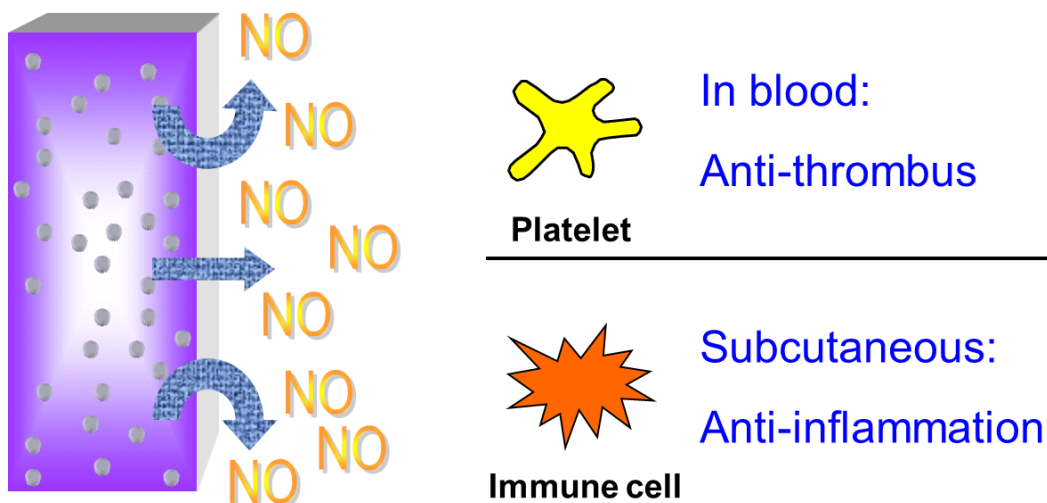 NO
NO
NO
NO
NO
NO
NO
NO
In blood:
Anti-thrombus
Platelet
Subcutaneous:
Anti-inflammation
Immune cell